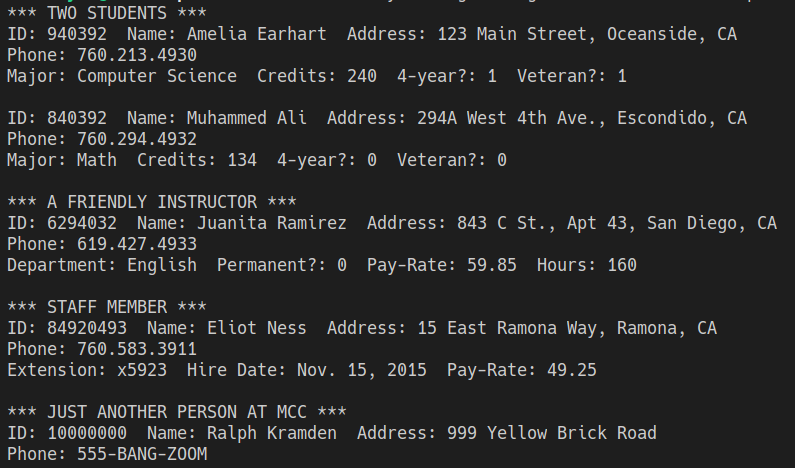 *** TWO STUDENTS ***
ID: 940392  Name: Amelia Earhart  Address: 123 Main Street, Oceanside, CA
Phone: 760.213.4930
Major: Computer Science  Credits: 240  4-year?: 1  Veteran?: 1
ID: 840392  Name: Muhammed Ali  Address: 294A West 4th Ave., Escondido, CA
Phone: 760.294.4932
Major: Math  Credits: 134  4-year?: 0  Veteran?: 0
*** A FRIENDLY INSTRUCTOR ***
ID: 6294032  Name: Juanita Ramirez  Address: 843 C St., Apt 43, San Diego, CA
Phone: 619.427.4933
Department: English  Permanent?: 0  Pay-Rate: 59.85  Hours: 160
*** STAFF MEMBER ***
ID: 84920493  Name: Eliot Ness  Address: 15 East Ramona Way, Ramona, CA
Phone: 760.583.3911
Extension: x5923  Hire Date: Nov. 15, 2015  Pay-Rate: 49.25
*** JUST ANOTHER PERSON AT MCC ***
ID: 10000000  Name: Ralph Kramden  Address: 999 Yellow Brick Road
Phone: 555-BANG-ZOOM